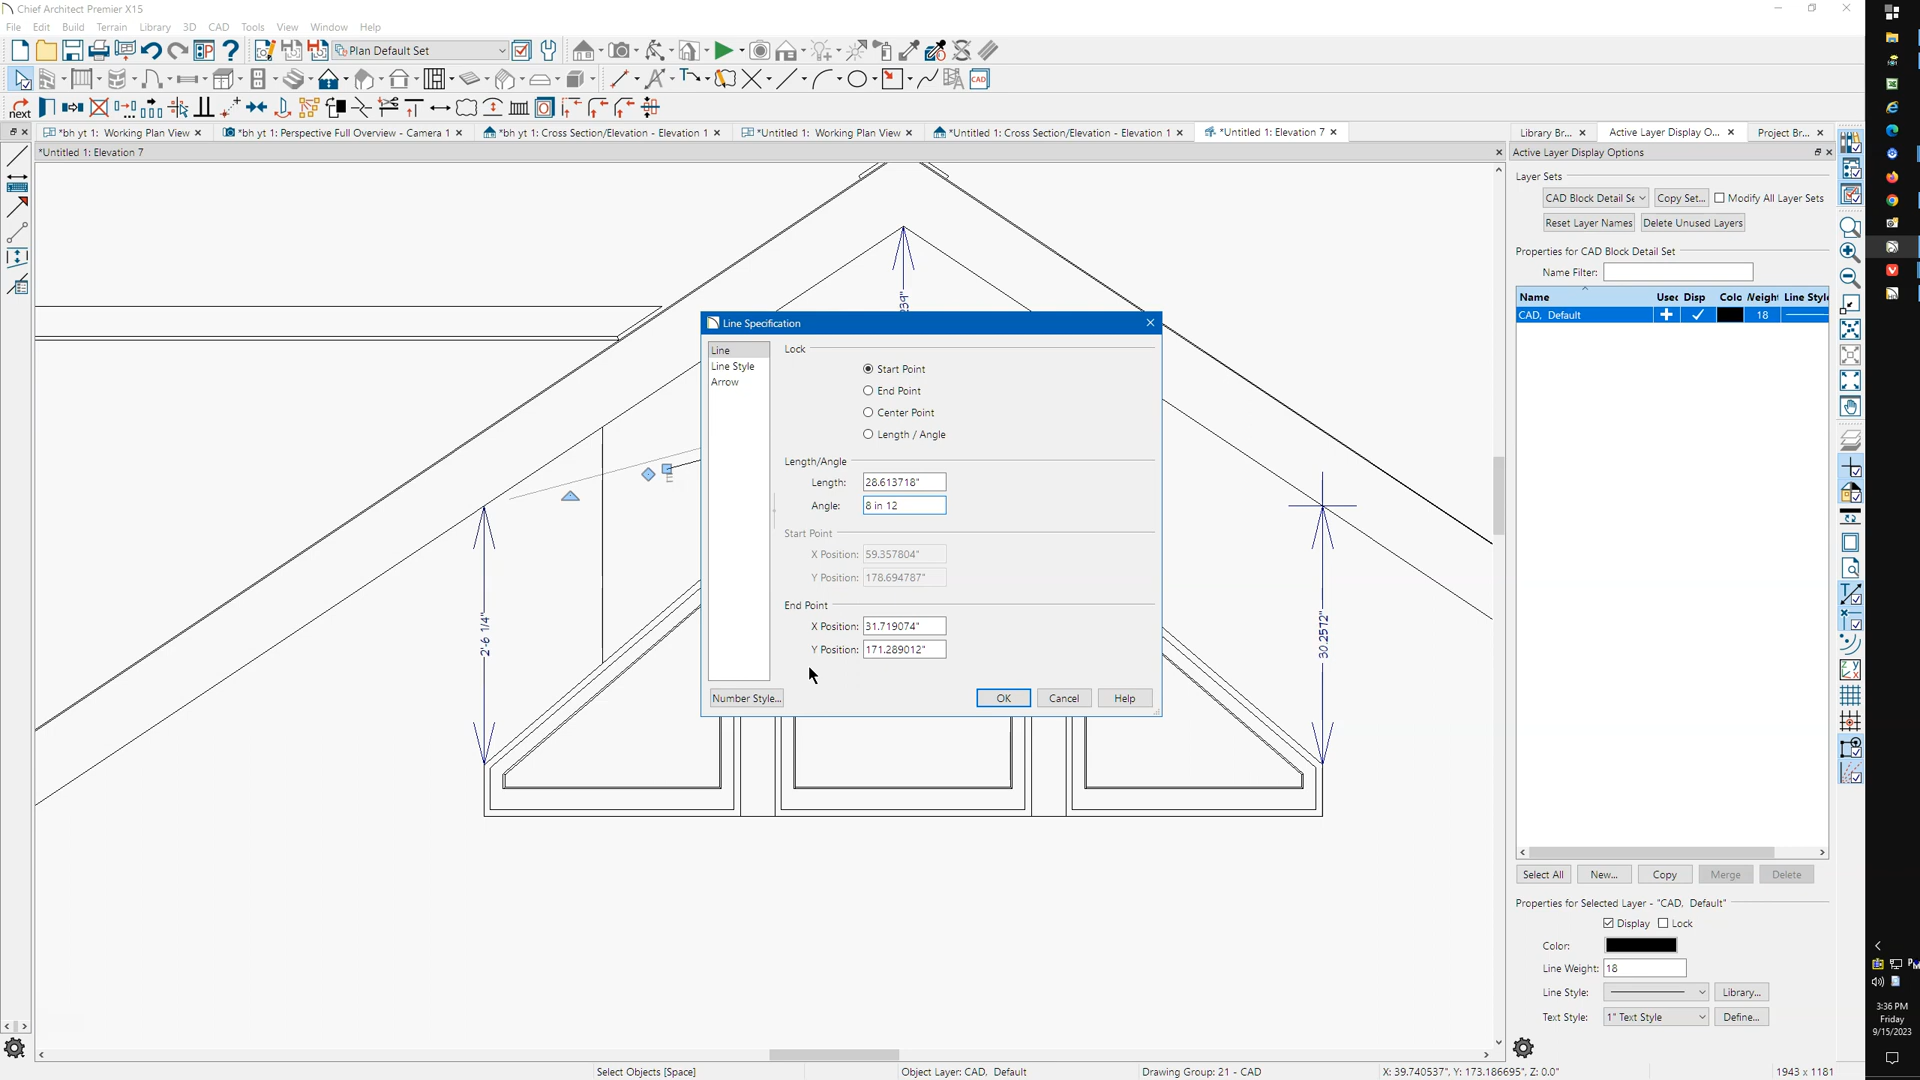 Chief Architect Premier X15
File Edit Build Terrain Library 3D CAD Tools View Window Help
Plan Default Set
CAD
next
*bh yt 1: Working Plan View
*bh yt 1: Perspective Full Overview - Camera 1
*bh yt 1: Cross Section/Elevation - Elevation 1
*Untitled 1: Working Plan View
*Untitled 1: Cross Section/Elevation - Elevation 1
*Untitled 1: Elevation 7
Library Br...
Active Layer Display O...
Project Br...
*Untitled 1: Elevation 7
Active Layer Display Options
Layer Sets
CAD Block Detail Se
Copy Set...
Modify All Layer Sets
Reset Layer Names
Delete Unused Layers
Properties for CAD Block Detail Set
Name Filter:
Name Usec Disp Colc Veight Line Style
CAD, Default 18
Line Specification
Line
Line Style
Arrow
Lock
Start Point
End Point
Center Point
Length / Angle
Length/Angle
Length: 28.613718"
Angle: 8 in 12
Start Point
X Position: 59.357804"
Y Position: 178.694787"
End Point
X Position: 31.719074"
Y Position: 171.289012"
Number Style...
OK
Cancel
Help
2'-6 1/4"
30.2572"
Select All
New...
Copy
Merge
Delete
Properties for Selected Layer - "CAD, Default"
Display
Lock
Color:
Line Weight: 18
Line Style:
Library...
Text Style: 1" Text Style
Define...
3:36 PM
Friday
9/15/2023
Select Objects [Space]
Object Layer: CAD, Default
Drawing Group: 21 - CAD
X: 39.740537", Y: 173.186695", Z: 0.0"
1943 x 1181